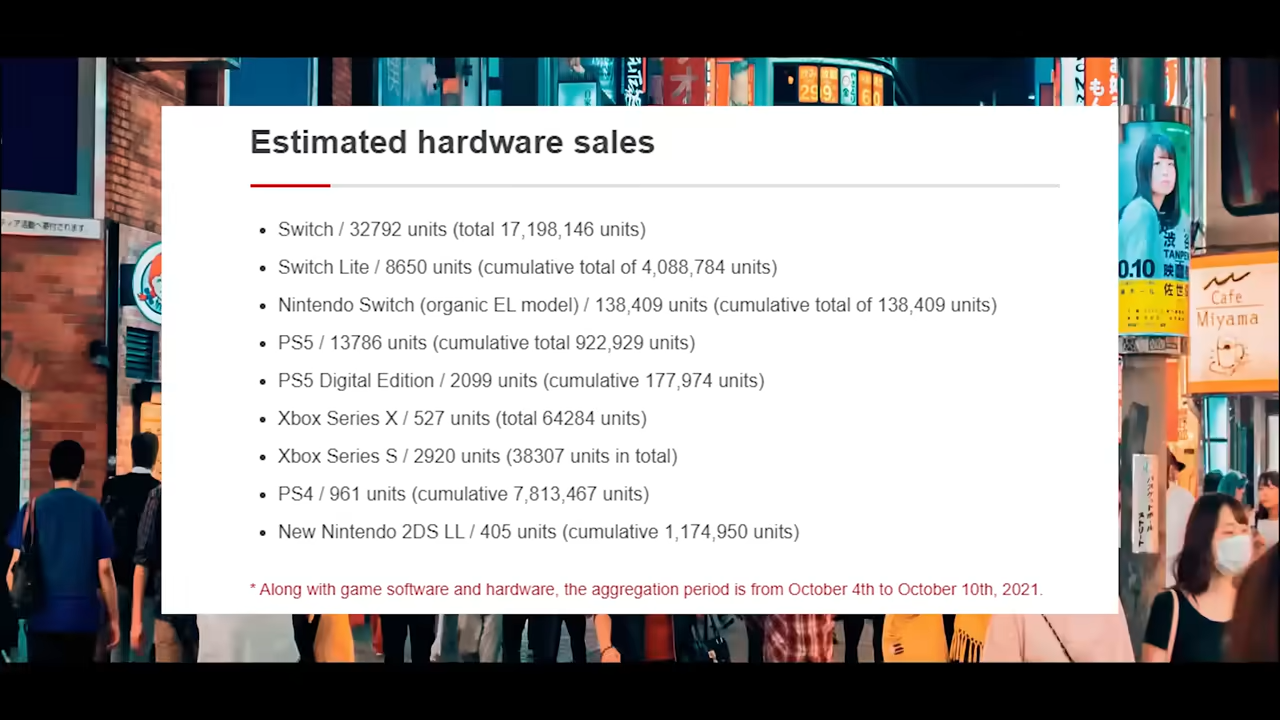 Estimated hardware sales
Switch / 32792 units (total 17,198,146 units)
Switch Lite / 8650 units (cumulative total of 4,088,784 units)
Nintendo Switch (organic EL model) / 138,409 units (cumulative total of 138,409 units)
PS5 / 13786 units (cumulative total 922,929 units)
PS5 Digital Edition / 2099 units (cumulative 177,974 units)
Xbox Series X / 527 units (total 64284 units)
Xbox Series S / 2920 units (38307 units in total)
PS4 / 961 units (cumulative 7,813,467 units)
New Nintendo 2DS LL / 405 units (cumulative 1,174,950 units)
* Along with game software and hardware, the aggregation period is from October 4th to October 10th, 2021.
299
60
0.10
Cafe
Miyama